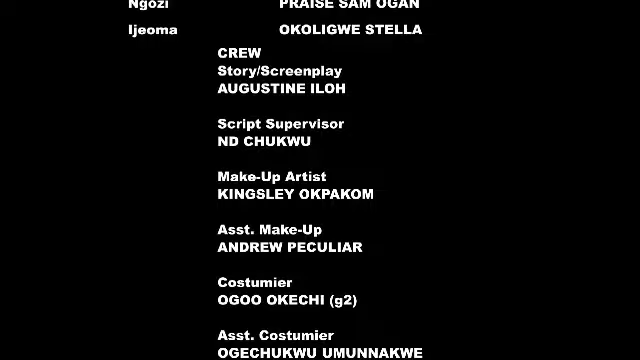 Ngozi PRAISE SAM OGAN
Ijeoma OKOLIGWE STELLA
CREW
Story/Screenplay
AUGUSTINE ILOH
Script Supervisor
ND CHUKWU
Make-Up Artist
KINGSLEY OKPAKOM
Asst. Make-Up
ANDREW PECULIAR
Costumier
OGOO OKECHI (g2)
Asst. Costumier
OGECHUKWU UMUNNAKWE